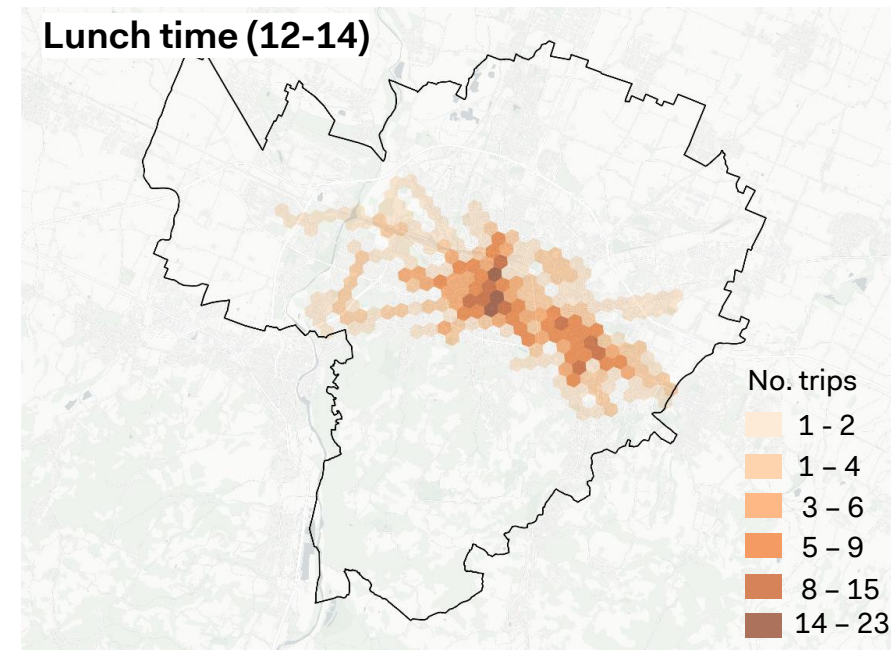 Lunch time (12-14)
No. trips
1 - 2
1 – 4
3 – 6
5 – 9
8 – 15
14 – 23